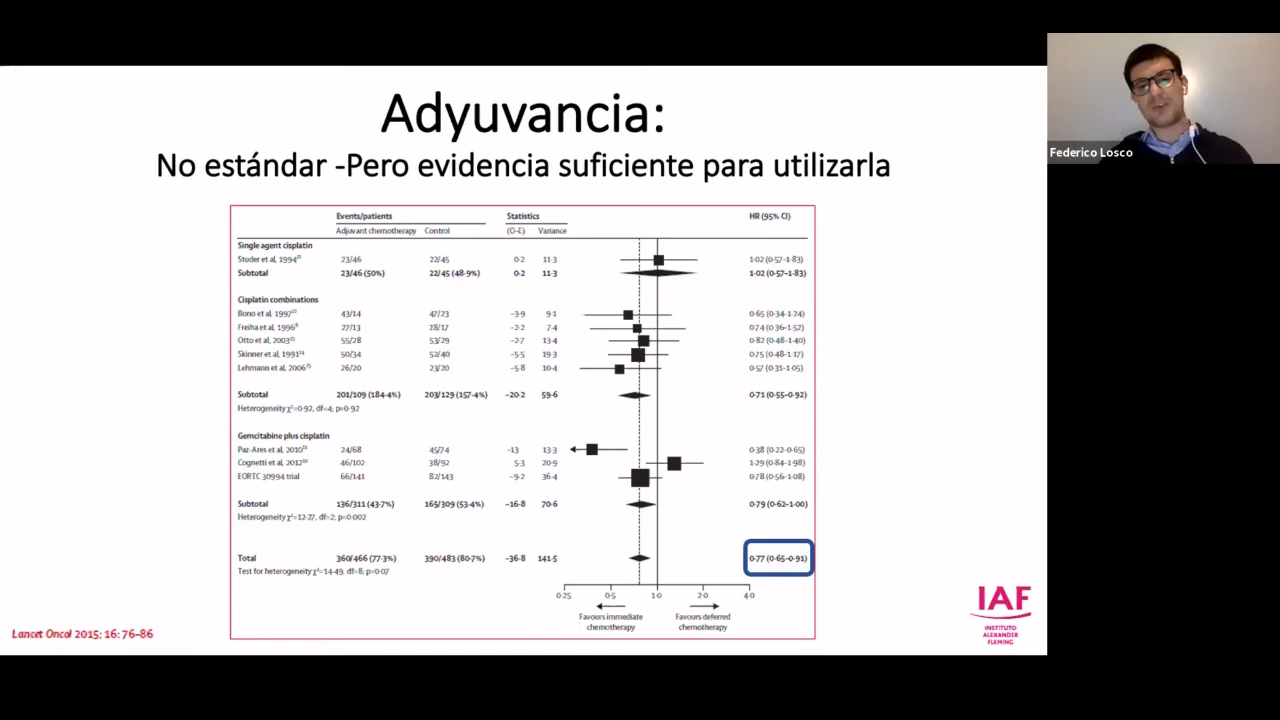 Adyuvancia:
No estándar -Pero evidencia suficiente para utilizarla
Federico Losco
Events/patients Statistics HR (95% CI)
Adjuvant chemotherapy Control (O–E) Variance
Single agent cisplatin
Studer et al, 1994²¹ 23/46 22/45 0·2 11·3 1·02 (0·57–1·83)
Subtotal 23/46 (50%) 22/45 (48·9%) 0·2 11·3 1·02 (0·57–1·83)
Cisplatin combinations
Bono et al, 1997²² 43/14 47/23 –3·9 9·1 0·65 (0·34–1·24)
Freiha et al, 1996⁸ 27/13 28/17 –2·2 7·4 0·74 (0·36–1·52)
Otto et al, 2003²³ 55/28 53/29 –2·7 13·4 0·82 (0·48–1·40)
Skinner et al, 1991²⁴ 50/34 52/40 –5·5 19·3 0·75 (0·48–1·17)
Lehmann et al, 2006²⁵ 26/20 23/20 –5·8 10·4 0·57 (0·31–1·05)
Subtotal 201/109 (184·4%) 203/129 (157·4%) –20·2 59·6 0·71 (0·55–0·92)
Heterogeneity χ²=0·92, df=4; p=0·92
Gemcitabine plus cisplatin
Paz-Ares et al, 2010 24/68 45/74 –13 13·3 0·38 (0·22–0·65)
Cognetti et al, 2012 46/102 38/92 5·3 20·9 1·29 (0·84–1·98)
EORTC 30994 trial 66/141 82/143 –9·2 36·4 0·78 (0·56–1·08)
Subtotal 136/311 (43·7%) 165/309 (53·4%) –16·8 70·6 0·79 (0·62–1·00)
Heterogeneity χ²=12·27, df=2; p=0·002
Total 360/466 (77·3%) 390/483 (80·7%) –36·8 141·5 0·77 (0·65–0·91)
Test for heterogeneity χ²=14·49, df=8; p=0·07
0·25 0·5 1·0 2·0 4·0
Favours immediate Favours deferred
chemotherapy chemotherapy
Lancet Oncol 2015; 16: 76–86
IAF
INSTITUTO
ALEXANDER
FLEMING